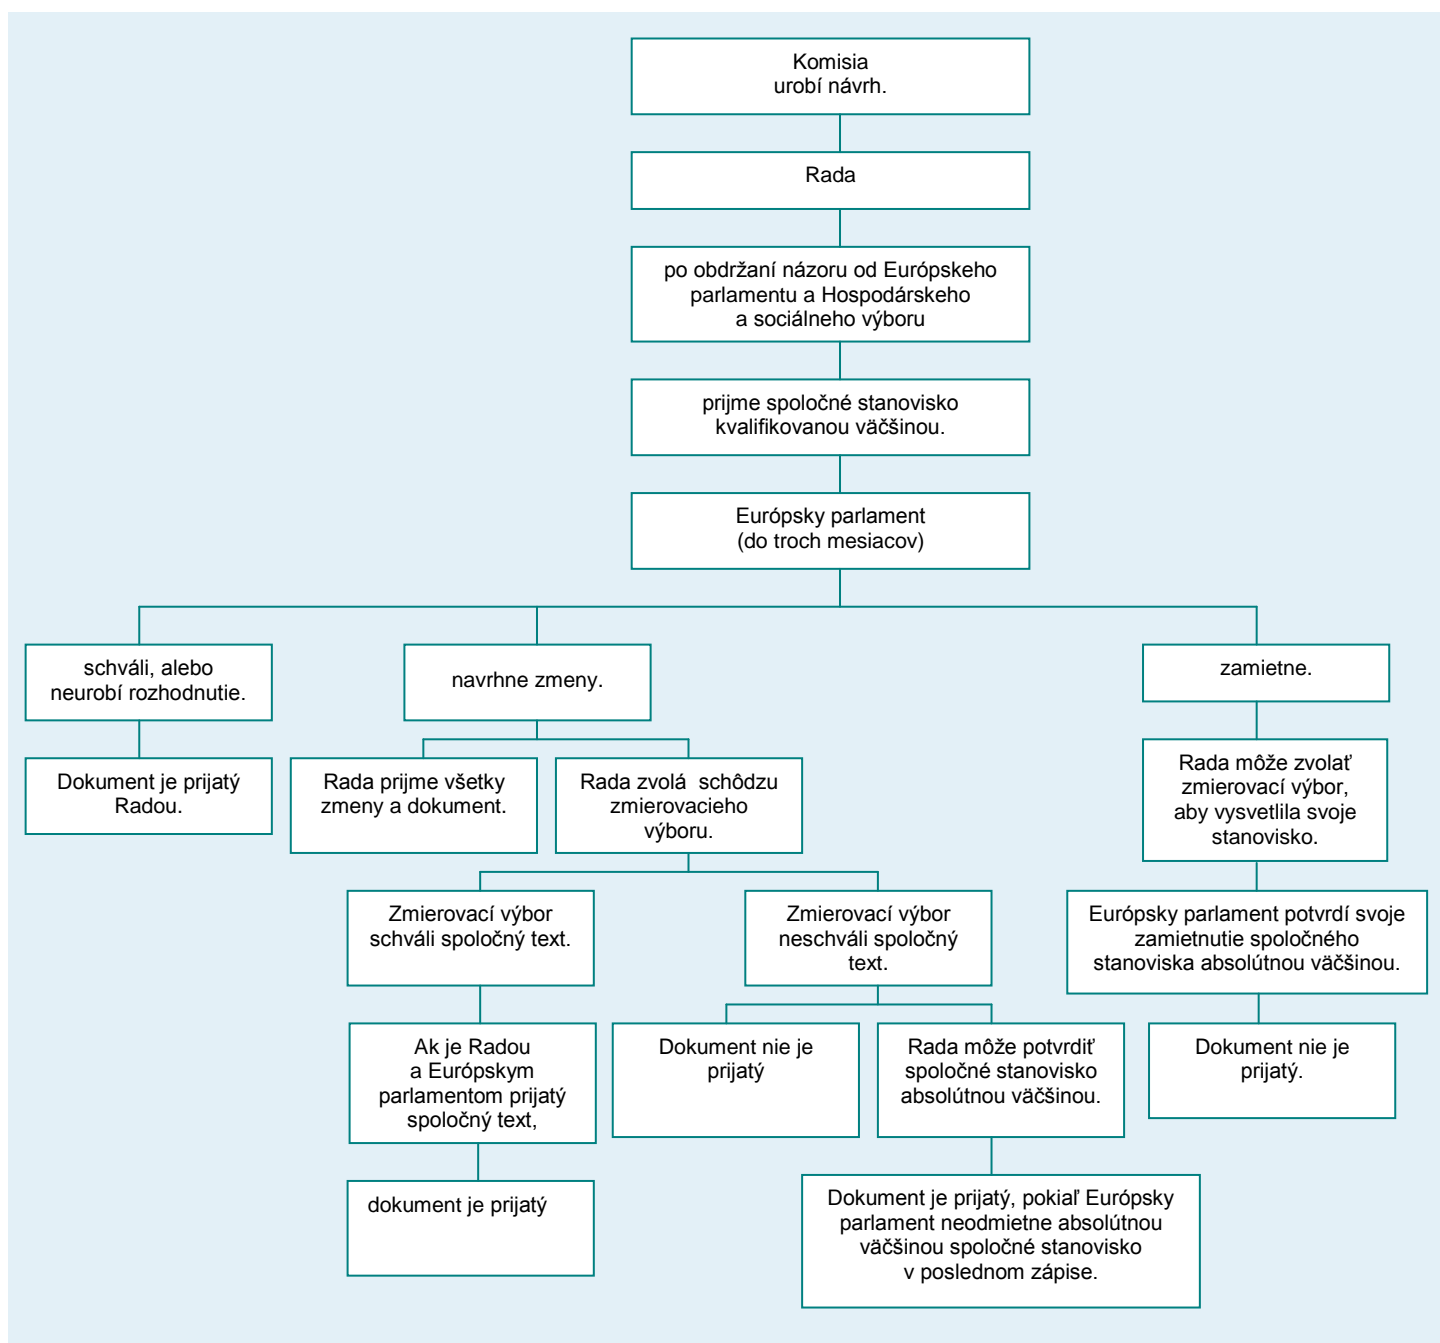 Komisia
urobí návrh.
Rada
po obdržaní názoru od Európskeho
parlamentu a Hospodárskeho
a sociálneho výboru
prijme spoločné stanovisko
kvalifikovanou väčšinou.
Európsky parlament
(do troch mesiacov)
schváli, alebo
neurobí rozhodnutie.
navrhne zmeny.
zamietne.
Dokument je prijatý
Radou.
Rada prijme všetky
zmeny a dokument.
Rada zvolá schôdzu
zmierovacieho
výboru.
Rada môže zvolať
zmierovací výbor,
aby vysvetlila svoje
stanovisko.
Zmierovací výbor
schváli spoločný text.
Zmierovací výbor
neschváli spoločný
text.
Európsky parlament potvrdí svoje
zamietnutie spoločného
stanoviska absolútnou väčšinou.
Ak je Radou
a Európskym
parlamentom prijatý
spoločný text,
Dokument nie je
prijatý
Rada môže potvrdiť
spoločné stanovisko
absolútnou väčšinou.
Dokument nie je
prijatý.
dokument je prijatý
Dokument je prijatý, pokiaľ Európsky
parlament neodmietne absolútnou
väčšinou spoločné stanovisko
v poslednom zápise.